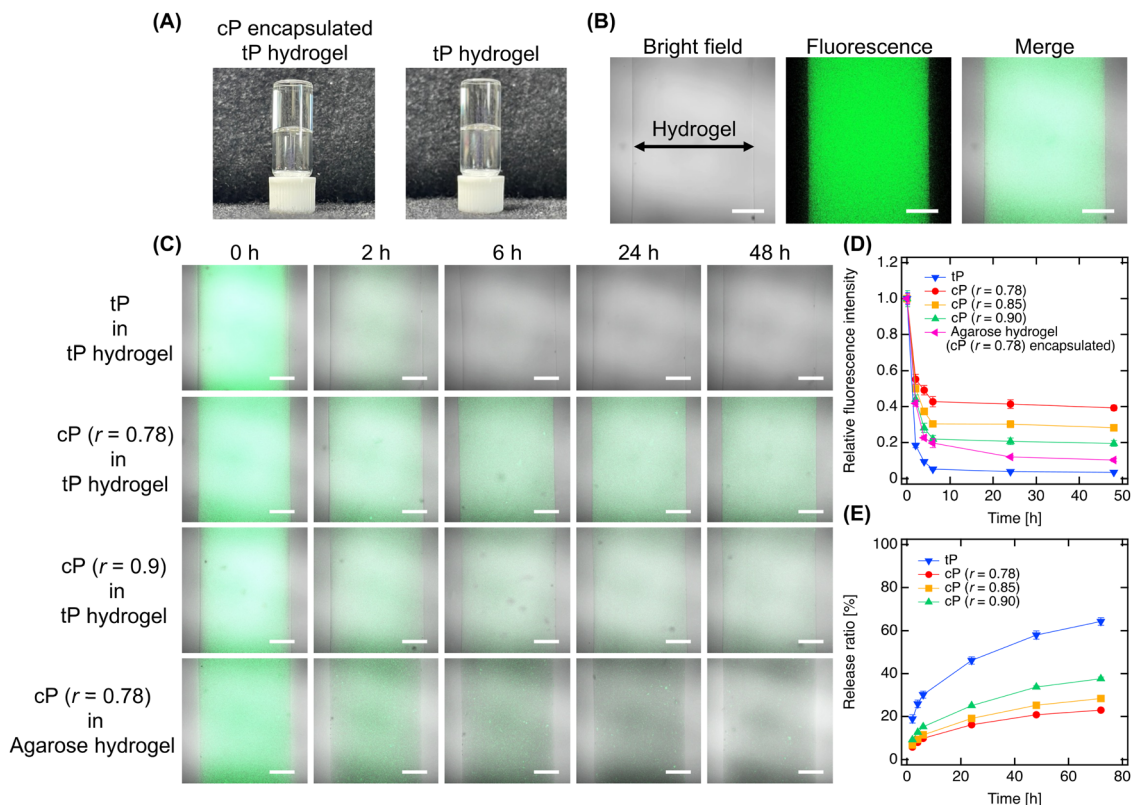 (A)
cP encapsulated
tP hydrogel
tP hydrogel
(B)
Bright field
Fluorescence
Merge
Hydrogel
(C)
0 h
2 h
6 h
24 h
48 h
tP
in
tP hydrogel
cP (r = 0.78)
in
tP hydrogel
cP (r = 0.9)
in
tP hydrogel
cP (r = 0.78)
in
Agarose hydrogel
(D)
Relative fluorescence intensity
1.2
1.0
0.8
0.6
0.4
0.2
0
tP
cP (r = 0.78)
cP (r = 0.85)
cP (r = 0.90)
Agarose hydrogel
(cP (r = 0.78) encapsulated)
0
10
20
30
40
50
Time [h]
(E)
Release ratio [%]
100
80
60
40
20
0
tP
cP (r = 0.78)
cP (r = 0.85)
cP (r = 0.90)
0
20
40
60
80
Time [h]